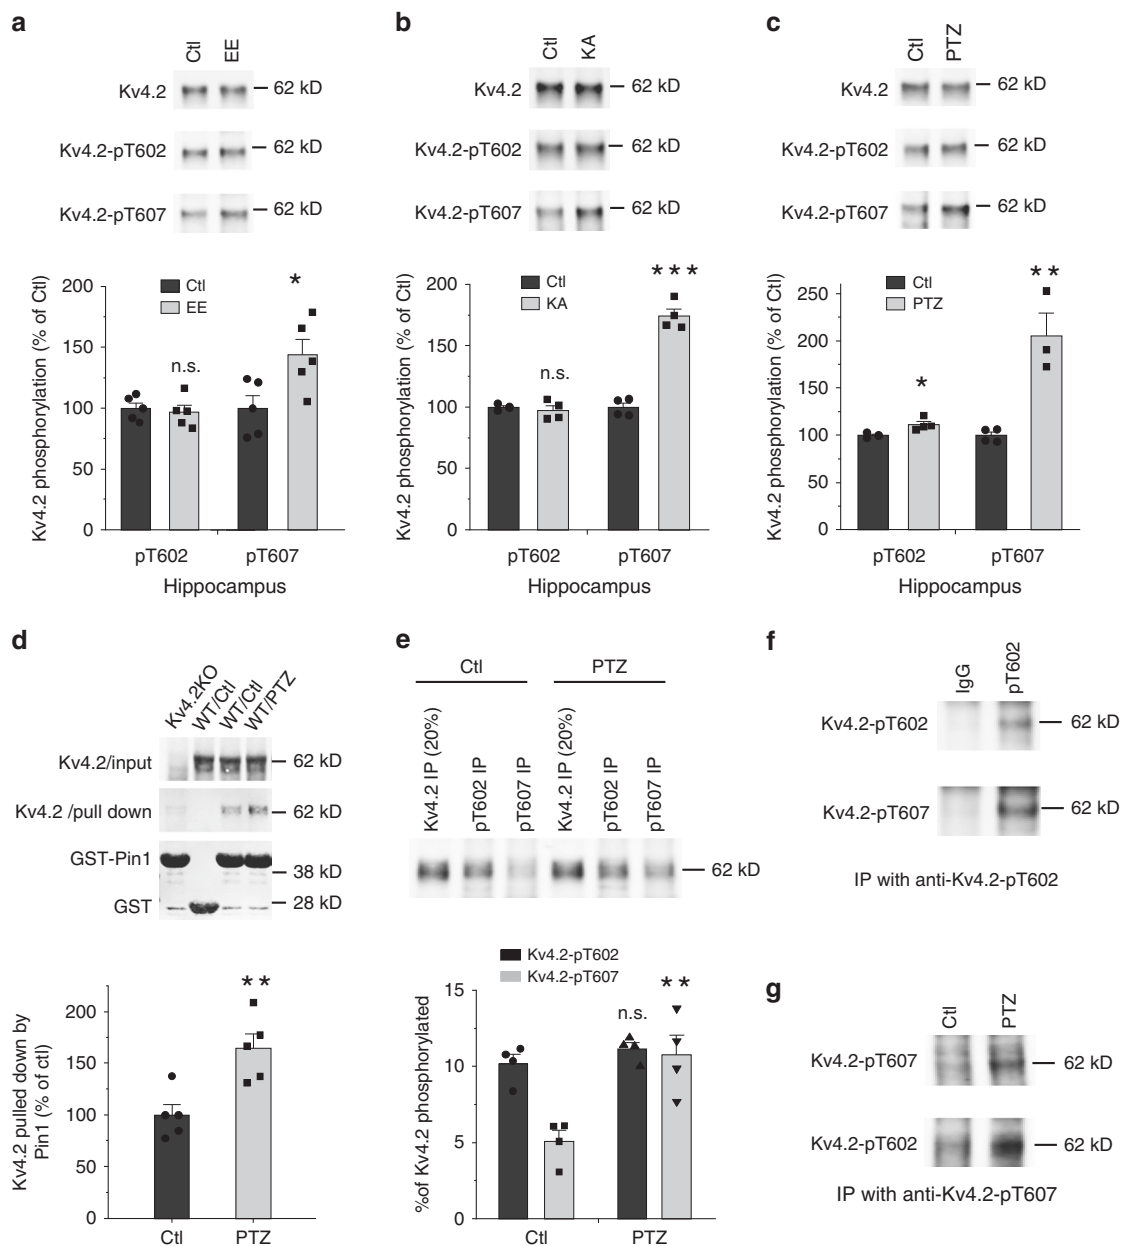 a
Ctl
EE
Kv4.2
62 kD
Kv4.2-pT602
62 kD
Kv4.2-pT607
62 kD
Kv4.2 phosphorylation (% of Ctl)
200
150
100
50
0
Ctl
EE
n.s.
*
pT602
pT607
Hippocampus
b
Ctl
KA
Kv4.2
62 kD
Kv4.2-pT602
62 kD
Kv4.2-pT607
62 kD
Kv4.2 phosphorylation (% of Ctl)
200
150
100
50
0
Ctl
KA
n.s.
***
pT602
pT607
Hippocampus
c
Ctl
PTZ
Kv4.2
62 kD
Kv4.2-pT602
62 kD
Kv4.2-pT607
62 kD
Kv4.2 phosphorylation (% of Ctl)
250
200
150
100
50
0
Ctl
PTZ
*
**
pT602
pT607
Hippocampus
d
Kv4.2KO
WT/Ctl
WT/Ctl
WT/PTZ
Kv4.2/input
62 kD
Kv4.2 /pull down
62 kD
GST-Pin1
38 kD
GST
28 kD
Kv4.2 pulled down by
Pin1 (% of ctl)
200
150
100
50
0
**
Ctl
PTZ
e
Ctl
PTZ
Kv4.2 IP (20%)
pT602 IP
pT607 IP
Kv4.2 IP (20%)
pT602 IP
pT607 IP
62 kD
Kv4.2-pT602
Kv4.2-pT607
%of Kv4.2 phosphorylated
15
10
5
0
n.s.
**
Ctl
PTZ
f
IgG
pT602
Kv4.2-pT602
62 kD
Kv4.2-pT607
62 kD
IP with anti-Kv4.2-pT602
g
Ctl
PTZ
Kv4.2-pT607
62 kD
Kv4.2-pT602
62 kD
IP with anti-Kv4.2-pT607